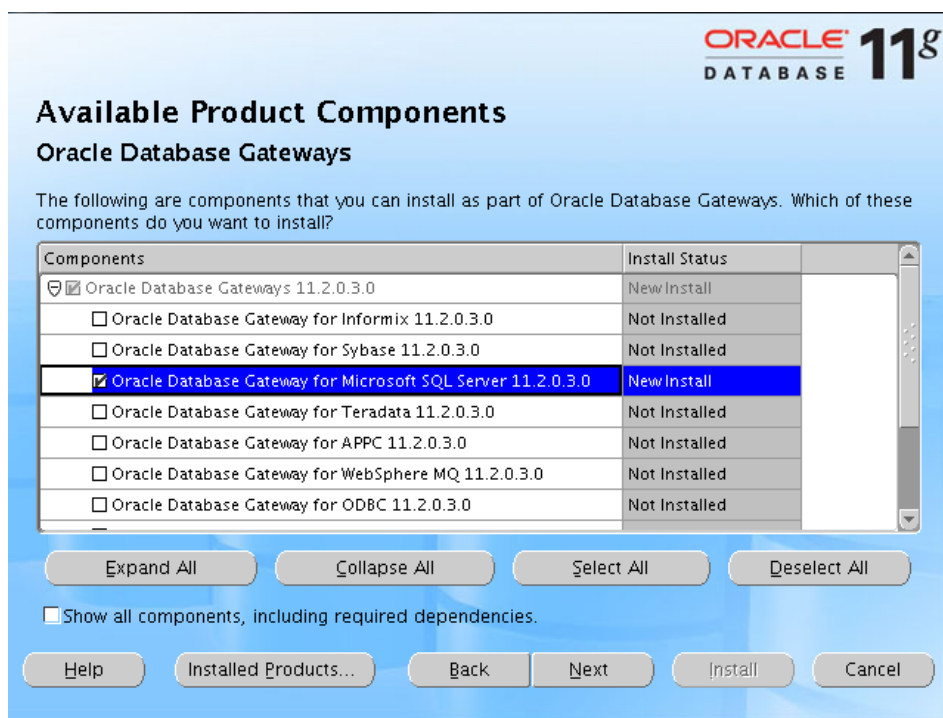 ORACLE 11g
DATABASE
Available Product Components
Oracle Database Gateways
The following are components that you can install as part of Oracle Database Gateways. Which of these
components do you want to install?
Components Install Status
Oracle Database Gateways 11.2.0.3.0 New Install
Oracle Database Gateway for Informix 11.2.0.3.0 Not Installed
Oracle Database Gateway for Sybase 11.2.0.3.0 Not Installed
Oracle Database Gateway for Microsoft SQL Server 11.2.0.3.0 New Install
Oracle Database Gateway for Teradata 11.2.0.3.0 Not Installed
Oracle Database Gateway for APPC 11.2.0.3.0 Not Installed
Oracle Database Gateway for WebSphere MQ 11.2.0.3.0 Not Installed
Oracle Database Gateway for ODBC 11.2.0.3.0 Not Installed
Expand All Collapse All Select All Deselect All
Show all components, including required dependencies.
Help Installed Products... Back Next Install Cancel